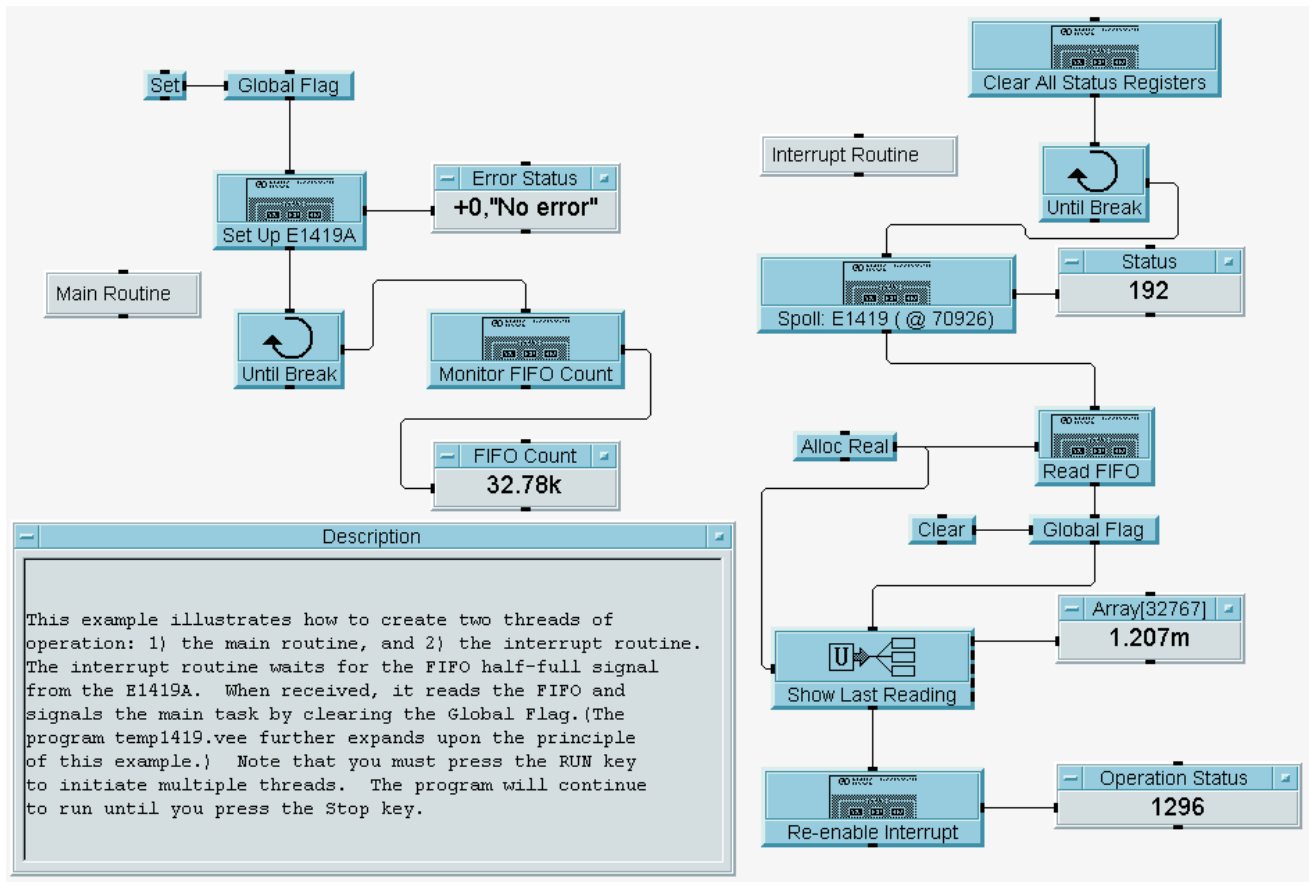 Set
Global Flag
Set Up E1419A
Error Status
+0,"No error"
Main Routine
Until Break
Monitor FIFO Count
FIFO Count
32.78k
Description
This example illustrates how to create two threads of
operation: 1) the main routine, and 2) the interrupt routine.
The interrupt routine waits for the FIFO half-full signal
from the E1419A.  When received, it reads the FIFO and
signals the main task by clearing the Global Flag.(The
program temp1419.vee further expands upon the principle
of this example.)  Note that you must press the RUN key
to initiate multiple threads.  The program will continue
to run until you press the Stop key.
Clear All Status Registers
Interrupt Routine
Until Break
Spoll: E1419 ( @ 70926)
Status
192
Alloc Real
Read FIFO
Clear
Global Flag
Array[32767]
1.207m
U
Show Last Reading
Re-enable Interrupt
Operation Status
1296